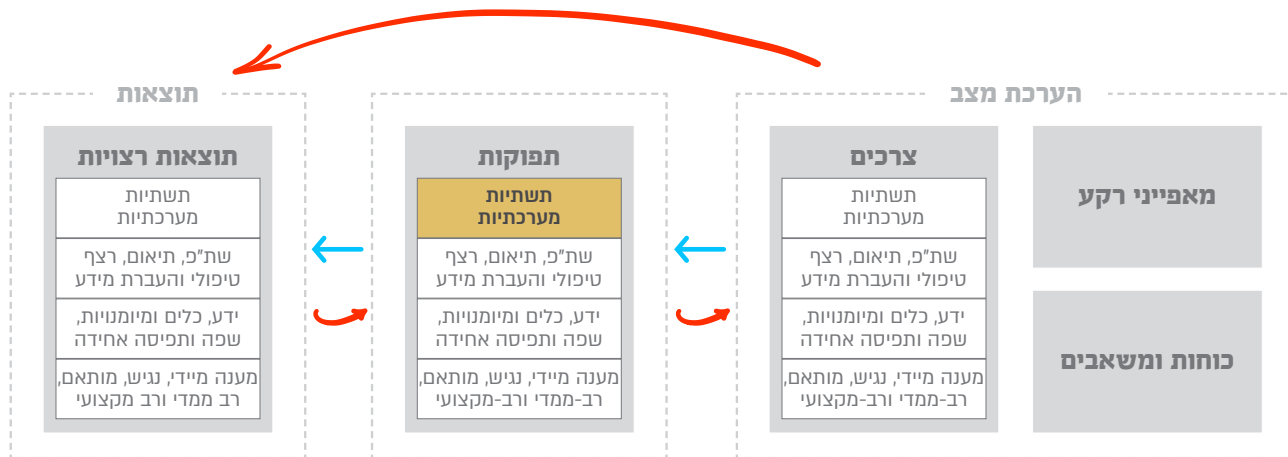 הערכת מצב
מאפייני רקע
כוחות ומשאבים
צרכים
תשתיות
מערכתיות
שת"פ, תיאום, רצף
טיפולי והעברת מידע
ידע, כלים ומיומנויות,
שפה ותפיסה אחידה
מענה מיידי, נגיש, מותאם,
רב-ממדי ורב-מקצועי
תפוקות
תשתיות
מערכתיות
שת"פ, תיאום, רצף
טיפולי והעברת מידע
ידע, כלים ומיומנויות,
שפה ותפיסה אחידה
מענה מיידי, נגיש, מותאם,
רב-ממדי ורב-מקצועי
תוצאות
תוצאות רצויות
תשתיות
מערכתיות
שת"פ, תיאום, רצף
טיפולי והעברת מידע
ידע, כלים ומיומנויות,
שפה ותפיסה אחידה
מענה מיידי, נגיש, מותאם,
רב ממדי ורב מקצועי